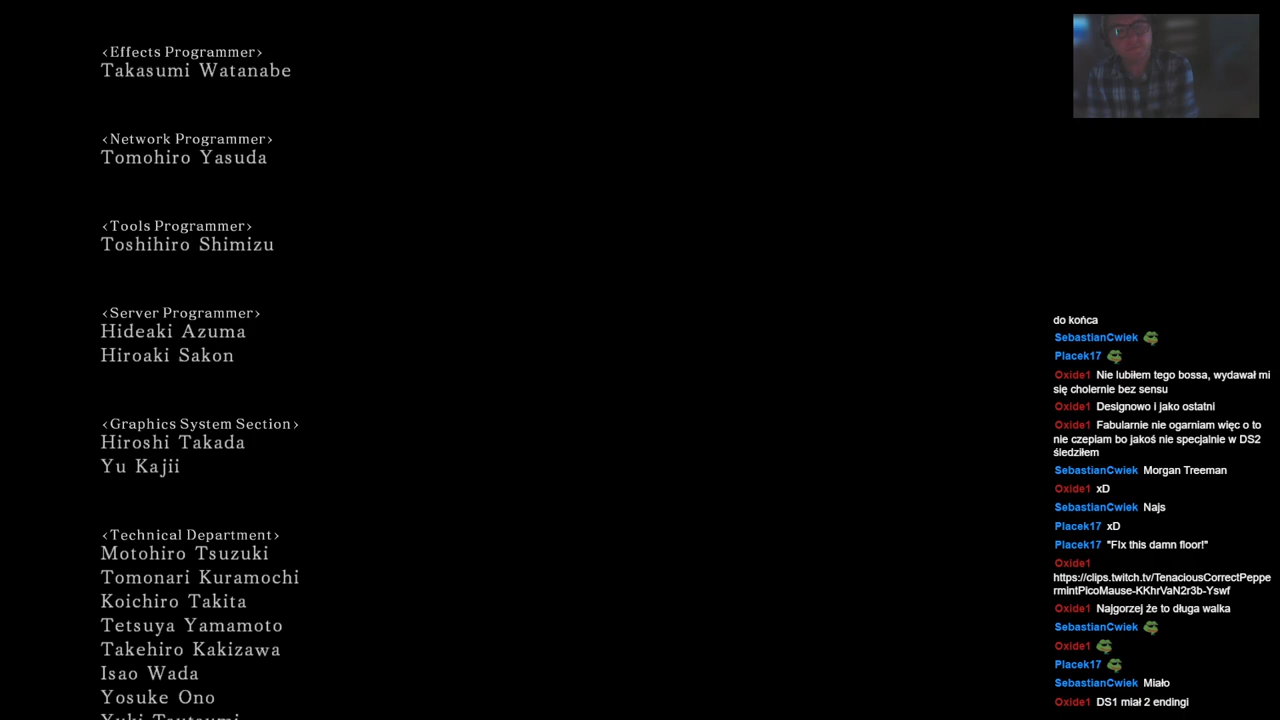 <Effects Programmer>
Takasumi Watanabe
<Network Programmer>
Tomohiro Yasuda
<Tools Programmer>
Toshihiro Shimizu
<Server Programmer>
Hideaki Azuma
Hiroaki Sakon
<Graphics System Section>
Hiroshi Takada
Yu Kajii
<Technical Department>
Motohiro Tsuzuki
Tomonari Kuramochi
Koichiro Takita
Tetsuya Yamamoto
Takehiro Kakizawa
Isao Wada
Yosuke Ono
Yuki Tsutsumi
do końca
SebastianCwiek
Placek17
Oxide1 Nie lubiłem tego bossa, wydawał mi
się cholernie bez sensu
Oxide1 Designowo i jako ostatni
Oxide1 Fabularnie nie ogarniam więc o to
nie czepiam bo jakoś nie specjalnie w DS2
śledziłem
SebastianCwiek Morgan Treeman
Oxide1 xD
SebastianCwiek Najs
Placek17 xD
Placek17 "FIx this damn floor!"
Oxide1
https://clips.twitch.tv/TenaciousCorrectPeppe
rmintPicoMause-KKhrVaN2r3b-Yswf
Oxide1 Najgorzej że to długa walka
SebastianCwiek
Oxide1
Placek17
SebastianCwiek Miało
Oxide1 DS1 miał 2 endingi